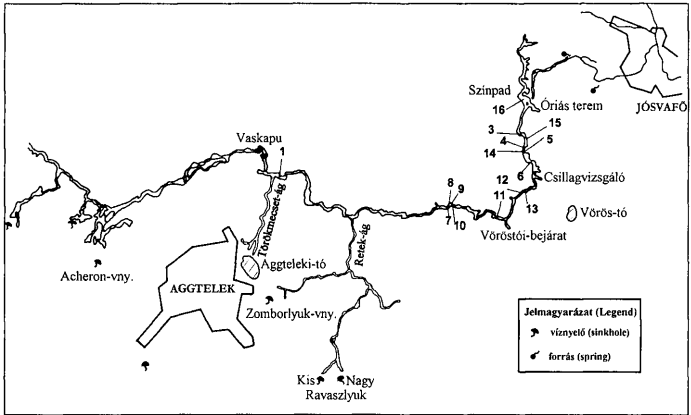 Színpad
16
Óriás terem
JÓSVAFŐ
3
15
4
5
14
Vaskapu
1
6
Csillagvizsgáló
8
9
12
11
13
7
10
Vörös-tó
Vöröstói-bejárat
Törökmecset-ág
Retek-ág
Acheron-vny.
Aggteleki-tó
AGGTELEK
Zomborlyuk-vny.
Kis
Nagy
Ravaszlyuk
Jelmagyarázat (Legend)
víznyelő (sinkhole)
forrás (spring)